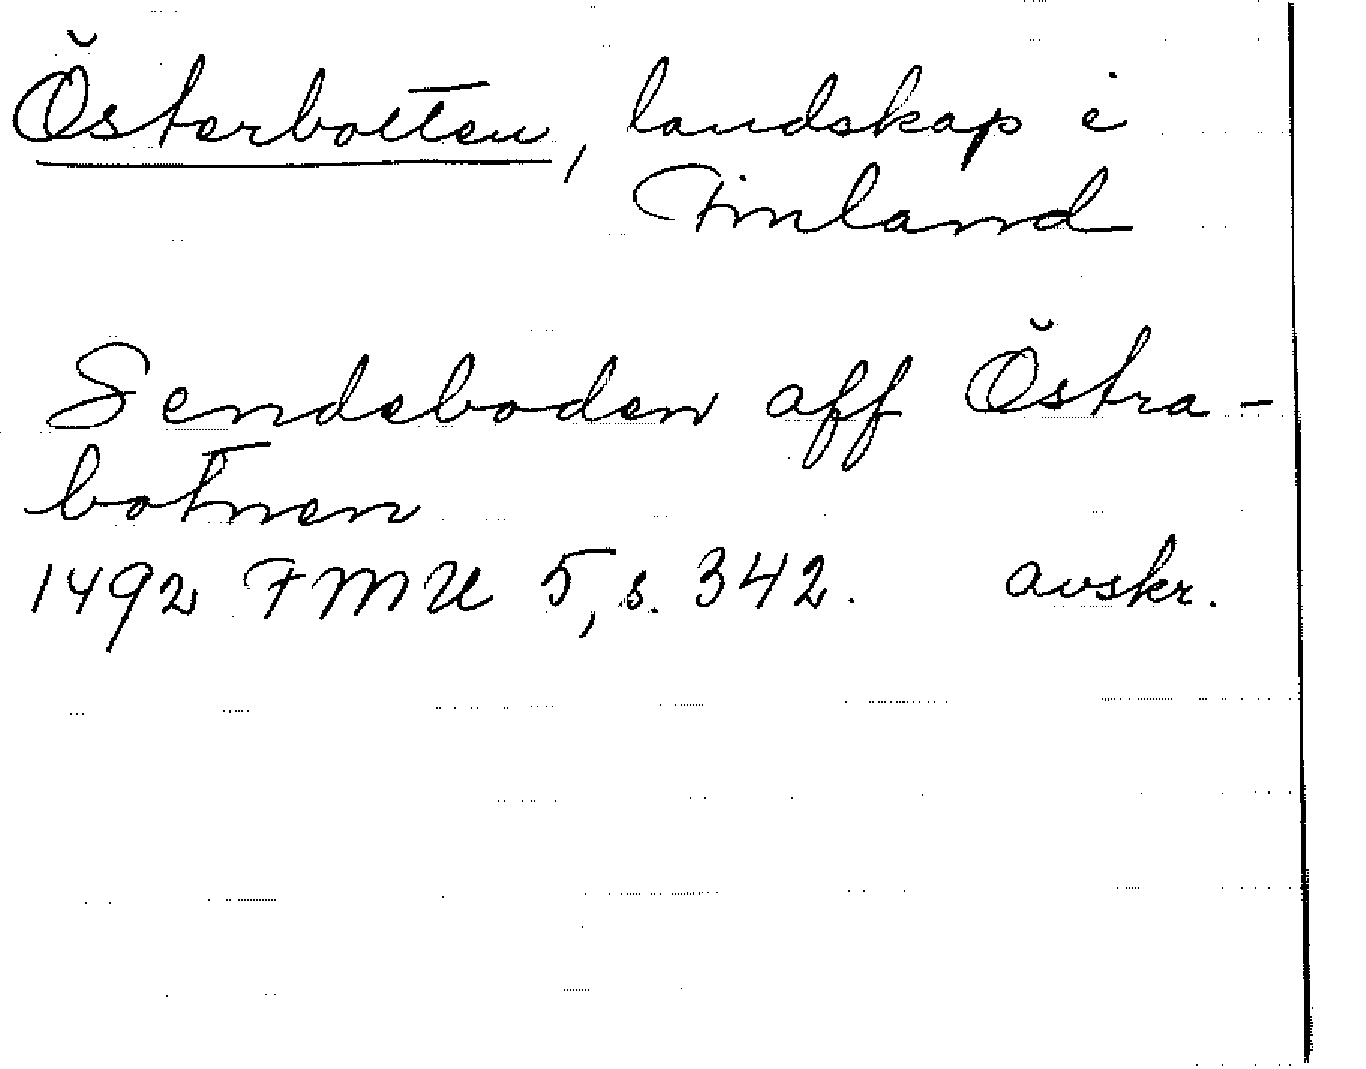 Österbotten, landskap i
Finland
Sendeboden aff Östra-
botnen
1492 FMU 5, s. 342. avskr.